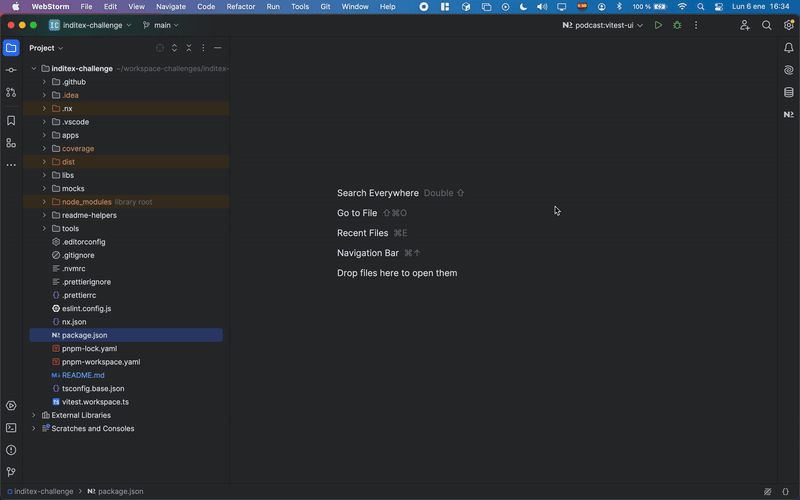 WebStorm File Edit View Navigate Code Refactor Run Tools Git Window Help 100 % Lun 6 ene 16:34
IC inditex-challenge main podcast:vitest-ui
Project
inditex-challenge ~/workspace-challenges/inditex-
.github
.idea
.nx
.vscode
apps
coverage
dist
libs
mocks
node_modules library root
readme-helpers
tools
.editorconfig
.gitignore
.nvmrc
.prettierignore
.prettierrc
eslint.config.js
nx.json
package.json
pnpm-lock.yaml
pnpm-workspace.yaml
README.md
tsconfig.base.json
vitest.workspace.ts
External Libraries
Scratches and Consoles
Search Everywhere Double ⇧
Go to File ⇧⌘O
Recent Files ⌘E
Navigation Bar ⌘↑
Drop files here to open them
inditex-challenge > package.json